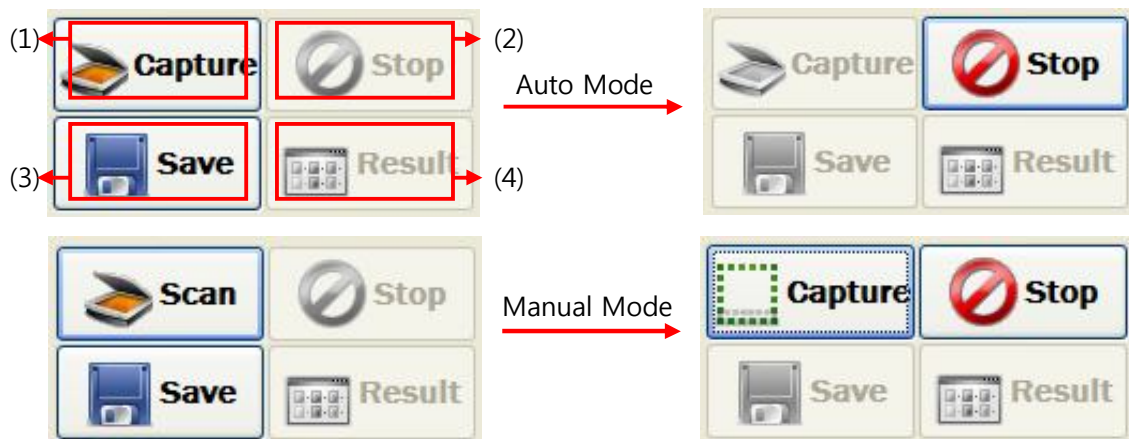 (1) Capture Stop (2)
Auto Mode
Capture Stop
(3) Save Result (4)
Save Result
Scan Stop
Manual Mode
Capture Stop
Save Result
Save Result